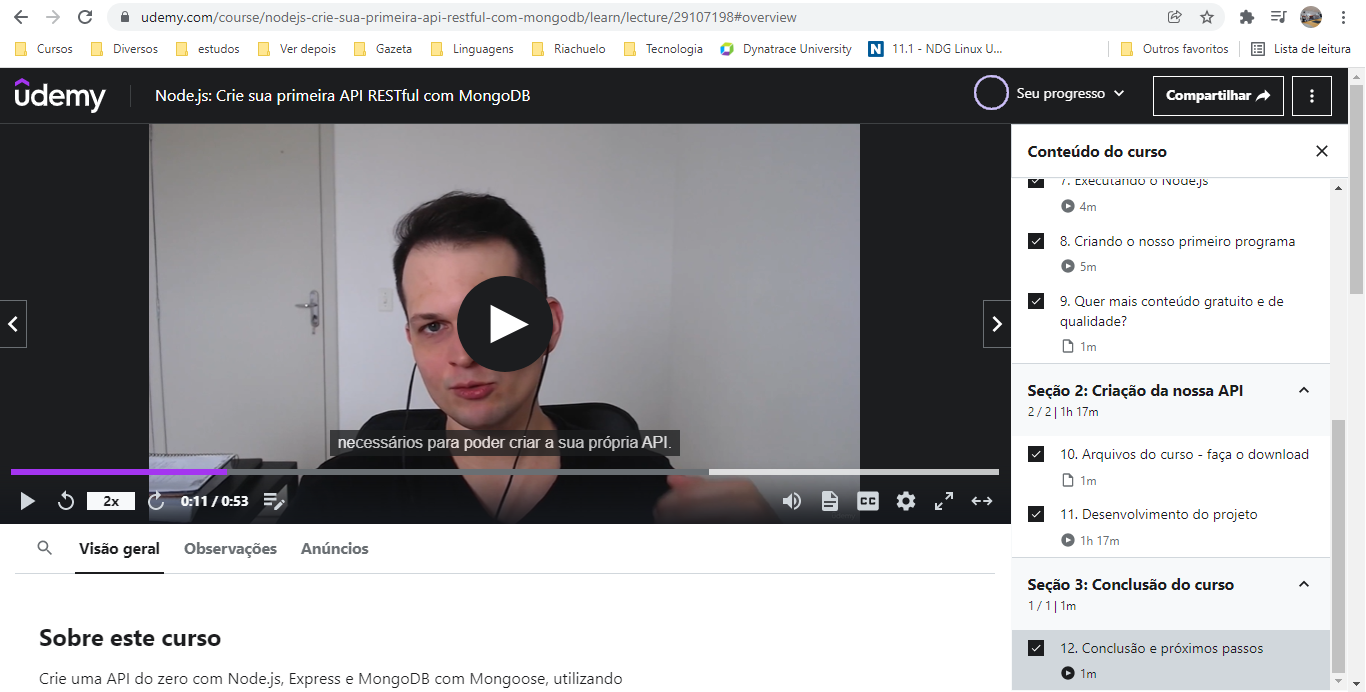 udemy.com/course/nodejs-crie-sua-primeira-api-restful-com-mongodb/learn/lecture/29107198#overview
Cursos Diversos estudos Ver depois Gazeta Linguagens Riachuelo Tecnologia Dynatrace University N 11.1 - NDG Linux U... Outros favoritos Lista de leitura
udemy Node.js: Crie sua primeira API RESTful com MongoDB Seu progresso Compartilhar
Conteúdo do curso
7. Executando o Node.js
4m
8. Criando o nosso primeiro programa
5m
9. Quer mais conteúdo gratuito e de
qualidade?
1m
Seção 2: Criação da nossa API
2 / 2 | 1h 17m
10. Arquivos do curso - faça o download
1m
11. Desenvolvimento do projeto
1h 17m
Seção 3: Conclusão do curso
1 / 1 | 1m
12. Conclusão e próximos passos
1m
necessários para poder criar a sua própria API.
2x 0:11 / 0:53 CC
Visão geral Observações Anúncios
Sobre este curso
Crie uma API do zero com Node.js, Express e MongoDB com Mongoose, utilizando